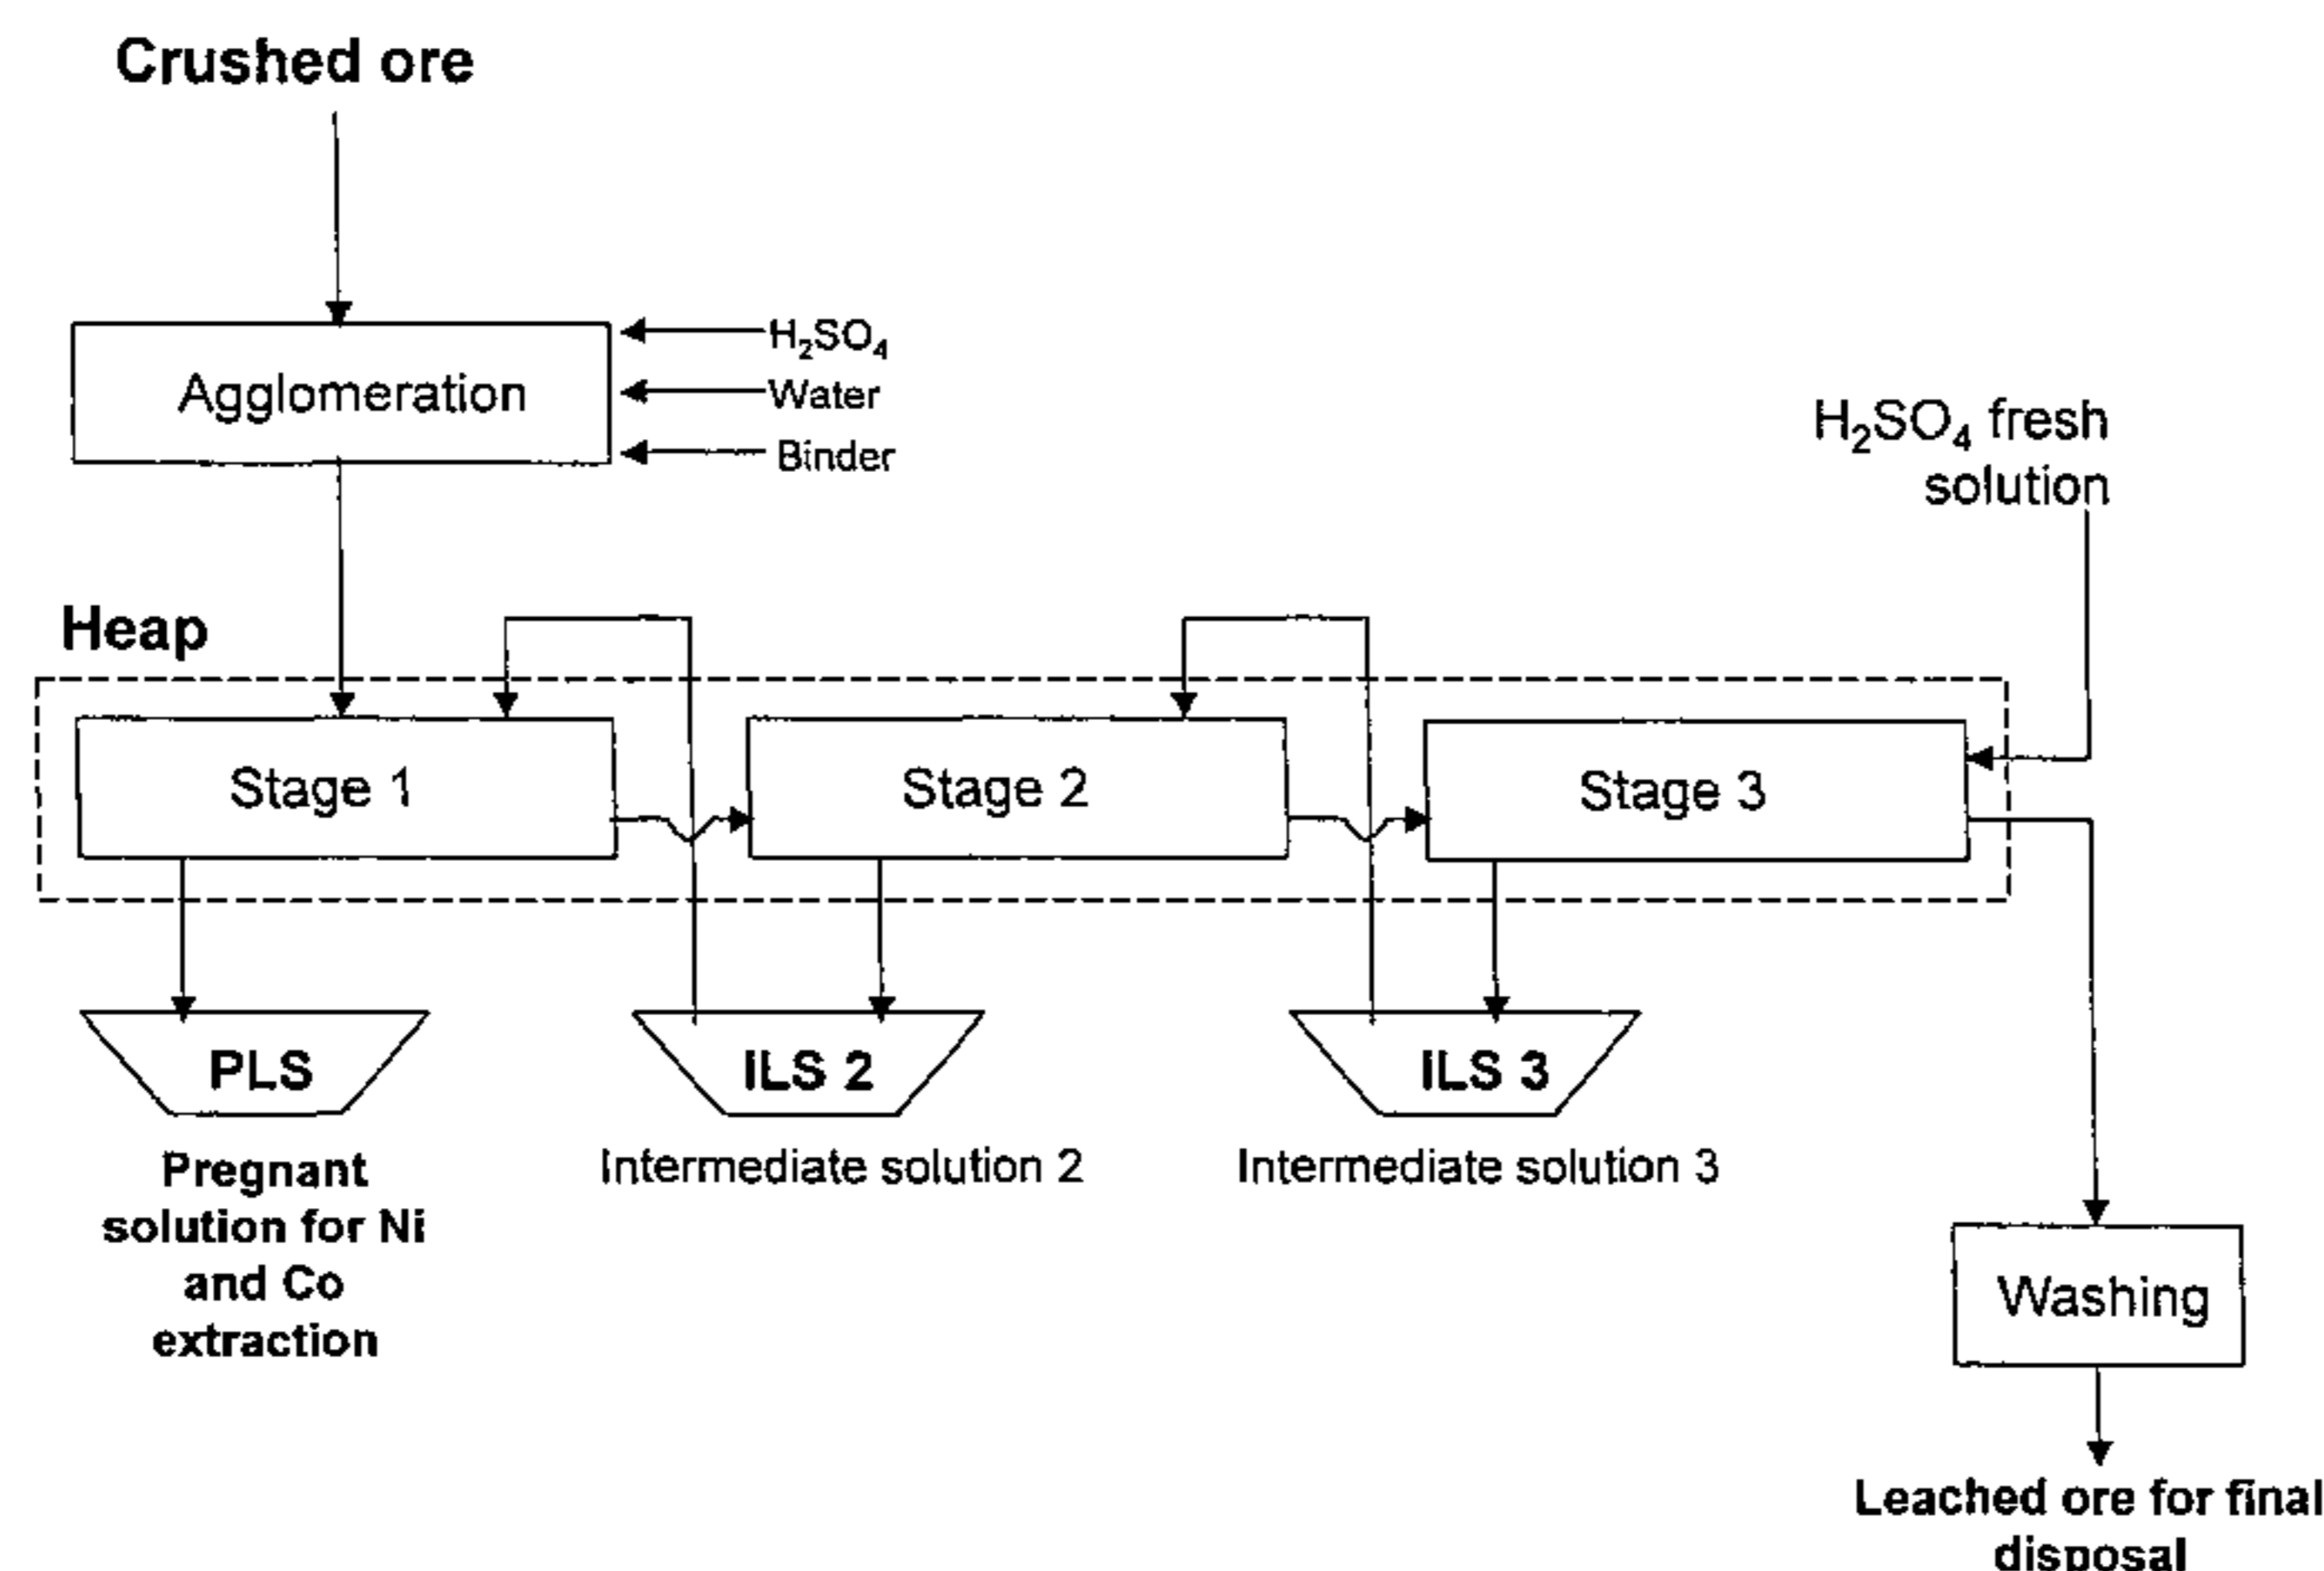 Crushed ore
Agglomeration
H₂SO₄
Water
Binder
H₂SO₄ fresh
solution
Heap
Stage 1
Stage 2
Stage 3
PLS
ILS 2
ILS 3
Pregnant
solution for Ni
and Co
extraction
Intermediate solution 2
Intermediate solution 3
Washing
Leached ore for final
disposal